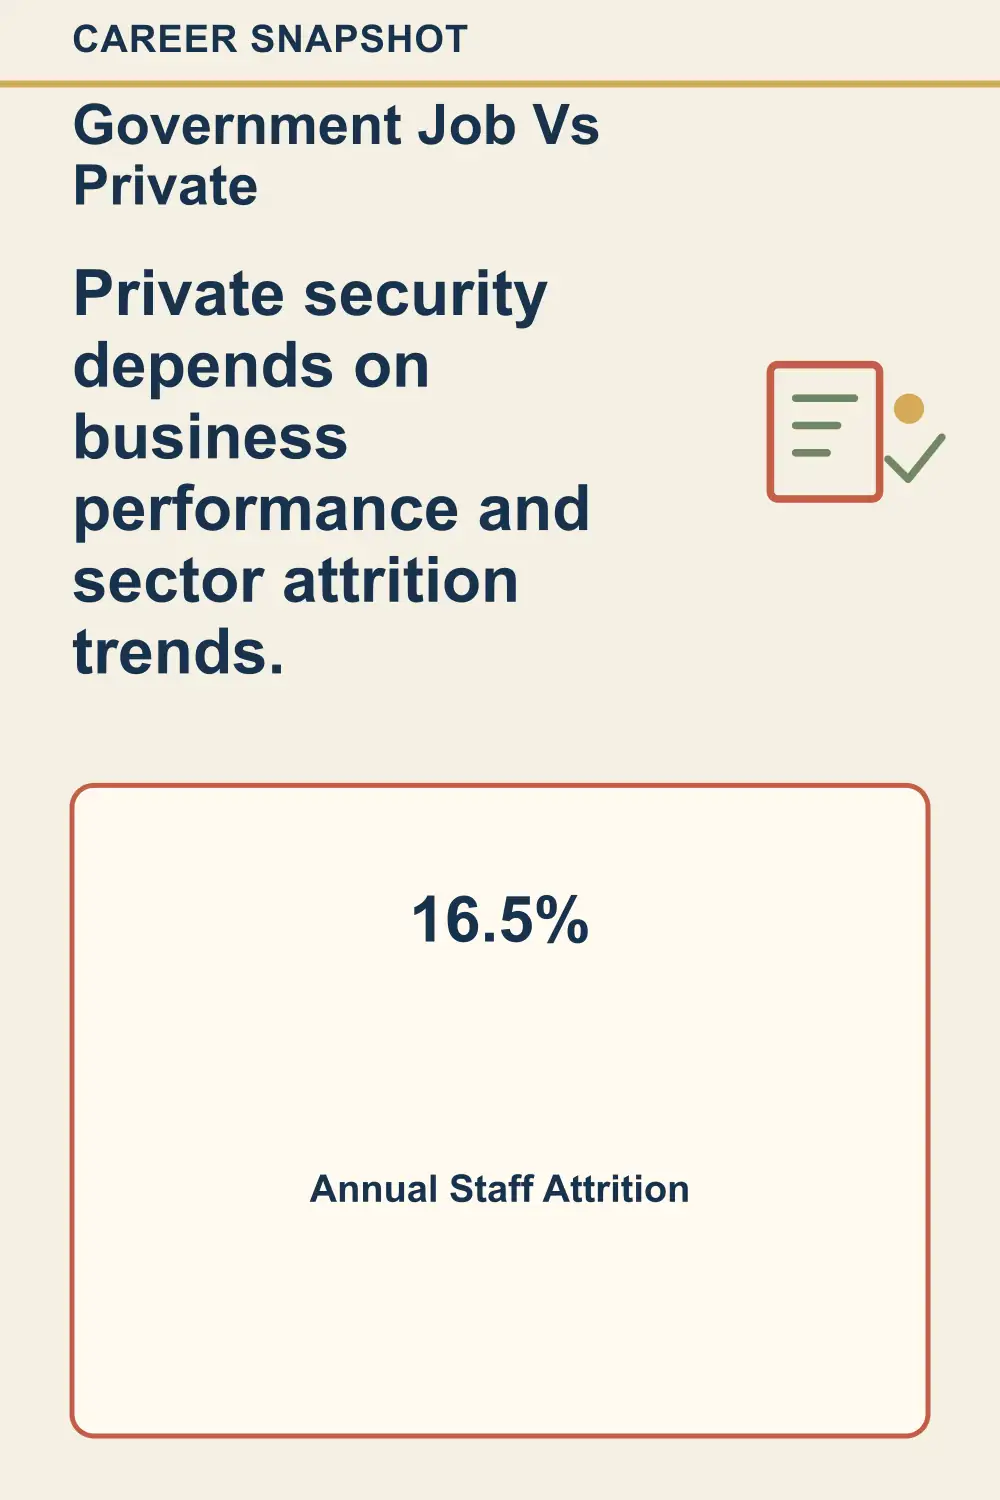 CAREER SNAPSHOT
Government Job Vs
Private
Private security
depends on
business
performance and
sector attrition
trends.
16.5%
Annual Staff Attrition